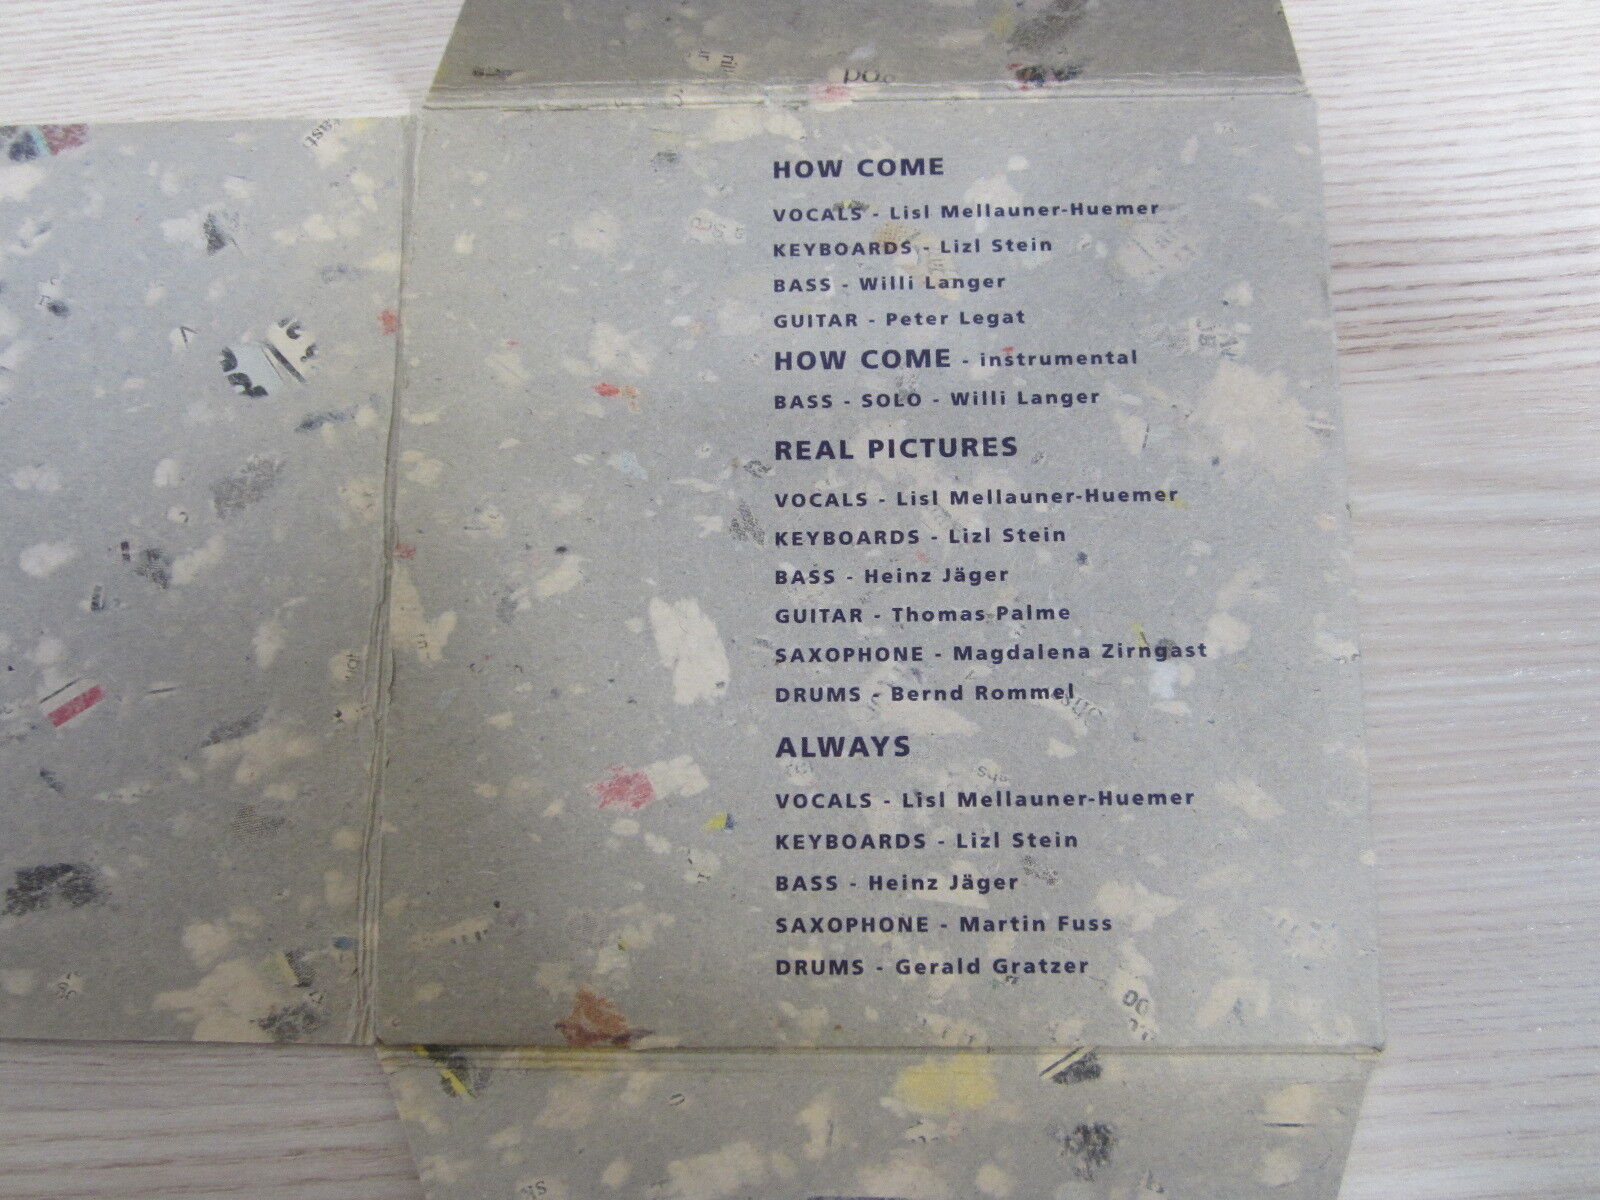 HOW COME
VOCALS - Lisl Mellauner-Huemer
KEYBOARDS - Lizl Stein
BASS - Willi Langer
GUITAR - Peter Legat
HOW COME - instrumental
BASS - SOLO - Willi Langer
REAL PICTURES
VOCALS - Lisl Mellauner-Huemer
KEYBOARDS - Lizl Stein
BASS - Heinz Jäger
GUITAR - Thomas Palme
SAXOPHONE - Magdalena Zirngast
DRUMS - Bernd Rommel
ALWAYS
VOCALS - Lisl Mellauner-Huemer
KEYBOARDS - Lizl Stein
BASS - Heinz Jäger
SAXOPHONE - Martin Fuss
DRUMS - Gerald Gratzer